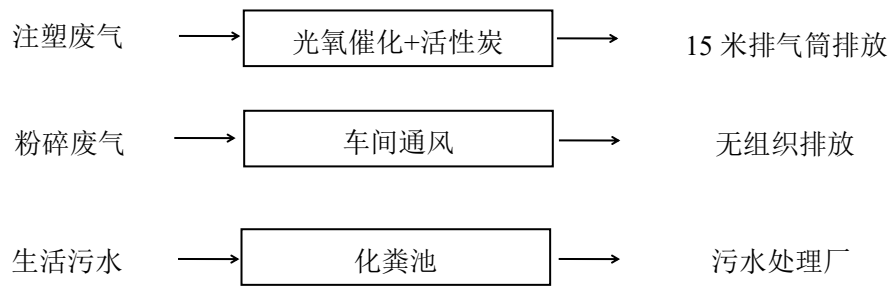 注塑废气 光氧催化+活性炭 15 米排气筒排放
粉碎废气 车间通风 无组织排放
生活污水 化粪池 污水处理厂